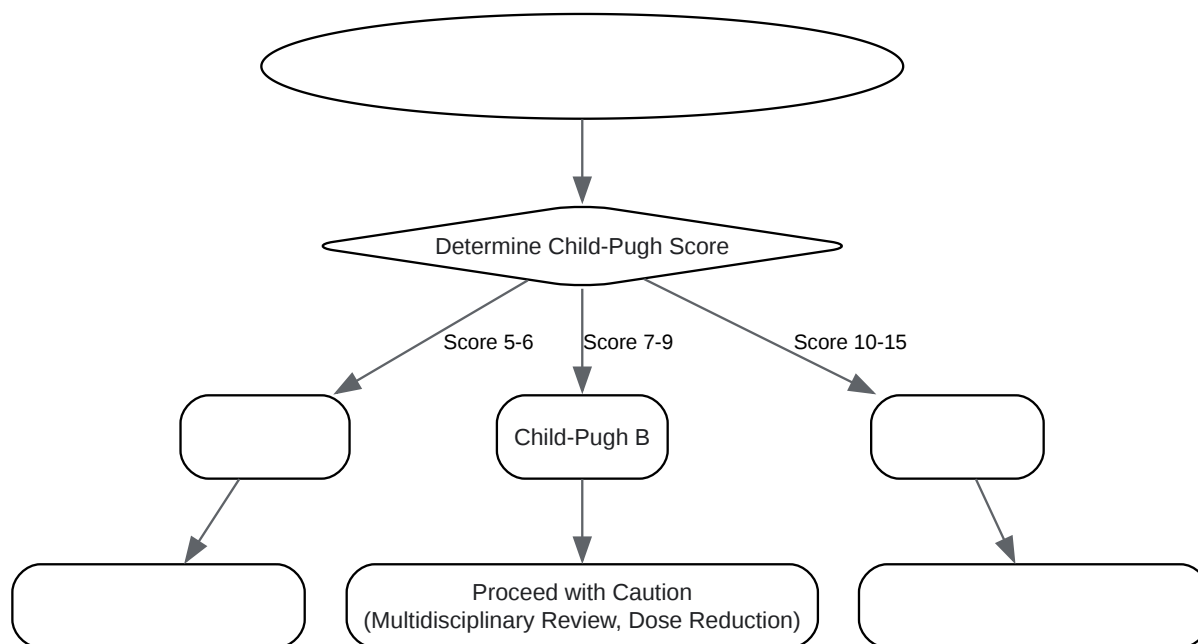 Determine Child-Pugh Score
Score 5-6
Score 7-9
Score 10-15
Child-Pugh B
Proceed with Caution
(Multidisciplinary Review, Dose Reduction)